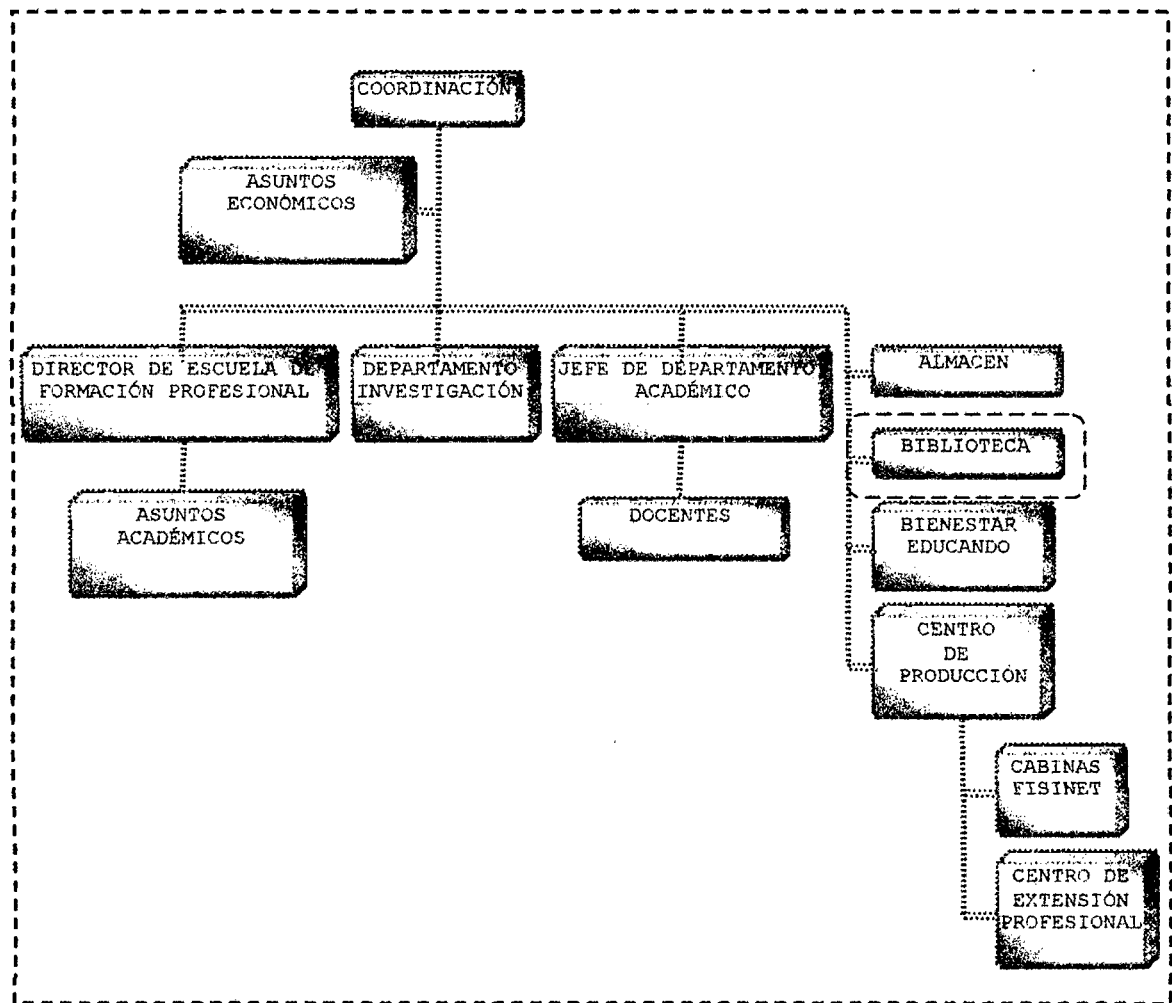 COORDINACIÓN
ASUNTOS
ECONÓMICOS
DIRECTOR DE ESCUELA DE
FORMACIÓN PROFESIONAL
DEPARTAMENTO
INVESTIGACIÓN
JEFE DE DEPARTAMENTO
ACADÉMICO
ALMACEN
BIBLIOTECA
BIENESTAR
EDUCANDO
ASUNTOS
ACADÉMICOS
DOCENTES
CENTRO
DE
PRODUCCIÓN
CABINAS
FISINET
CENTRO DE
EXTENSIÓN
PROFESIONAL